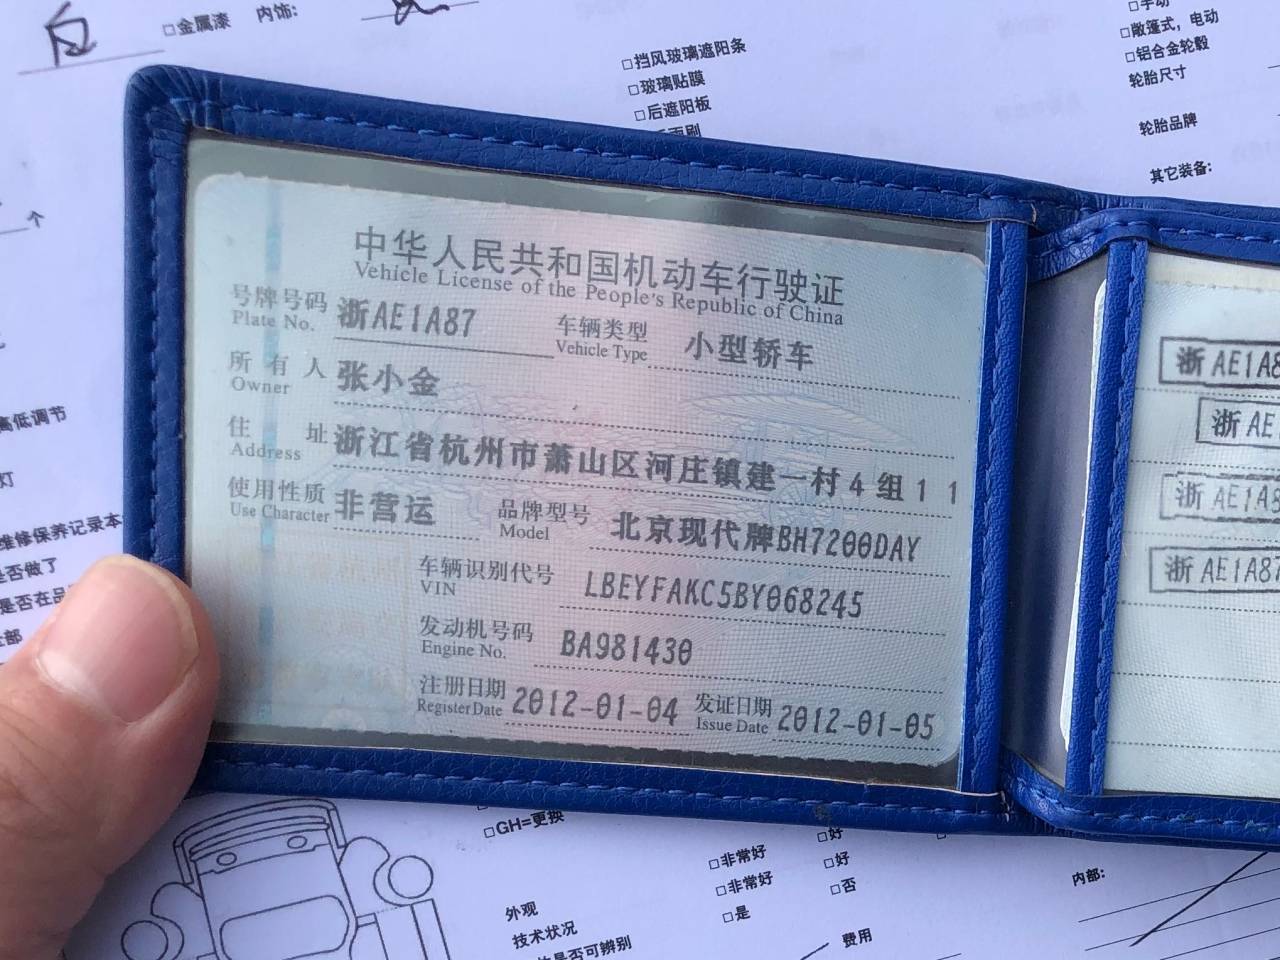 白
□金属漆 内饰:
□挡风玻璃遮阳条
□玻璃贴膜
□后遮阳板
□手动
□敞篷式，电动
□铝合金轮毂
轮胎尺寸
轮胎品牌
其它装备:
个
高低调节
灯
维修保养记录本
是否做了
中华人民共和国机动车行驶证
Vehicle License of the People's Republic of China
号牌号码 浙AE1A87 车辆类型 小型轿车
Plate No. Vehicle Type
所有人 张小金
Owner
住址 浙江省杭州市萧山区河庄镇建一村4组11
Address
使用性质 非营运 品牌型号 北京现代牌BH7200DAY
Use Character Model
车辆识别代号 LBEYFAKC5BY068245
VIN
发动机号码 BA981430
Engine No.
注册日期 2012-01-04 发证日期 2012-01-05
Register Date Issue Date
浙AE1A8
浙AE
浙AE1A
浙AE1A87
□GH=更换
□非常好 □好
□非常好 □好
□是 □否
外观
技术状况
是否可辨别
费用
内部: